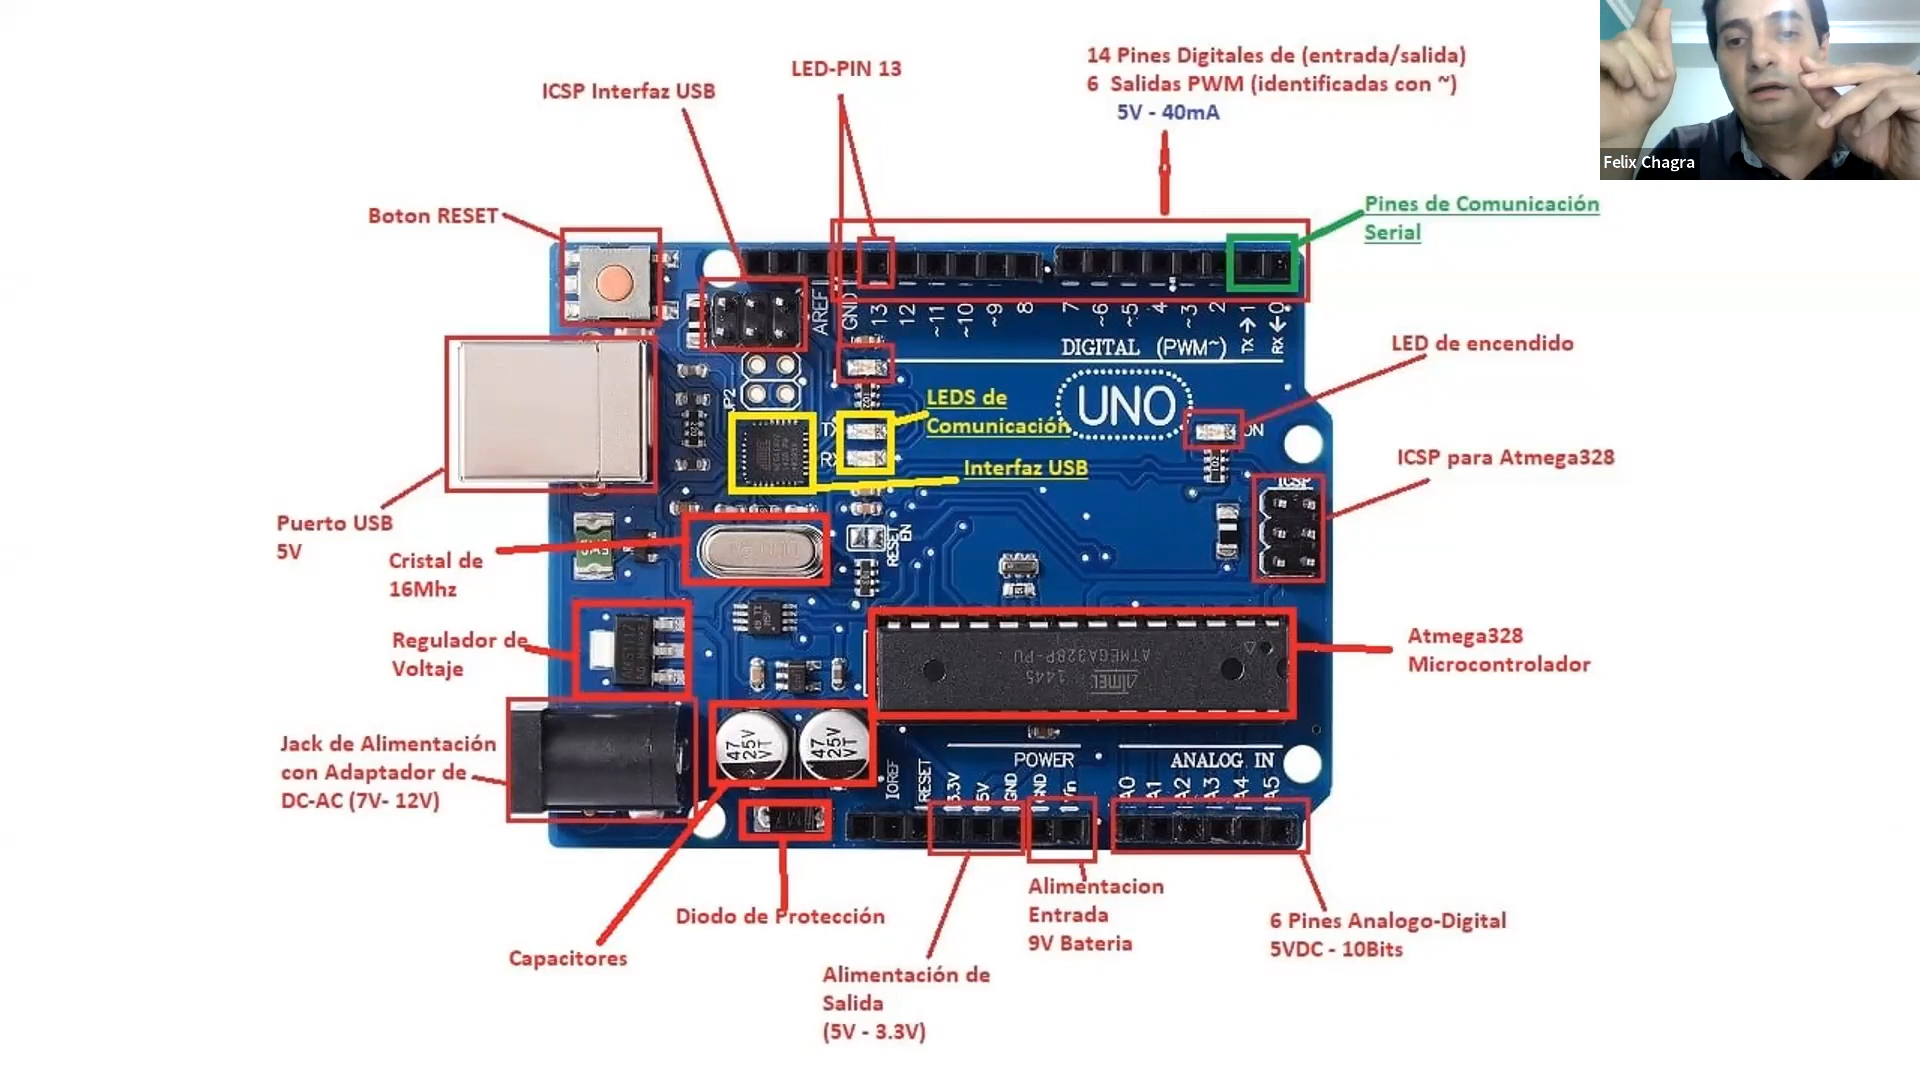 LED-PIN 13
14 Pines Digitales de (entrada/salida)
6 Salidas PWM (identificadas con ~)
5V - 40mA
ICSP Interfaz USB
Felix Chagra
Boton RESET
Pines de Comunicación
Serial
AREF
GND
13
12
~11
~10
~9
8
7
~6
~5
4
~3
2
TX→1
RX←0
DIGITAL (PWM~)
LED de encendido
LEDS de
Comunicación
UNO
TX
RX
ON
Interfaz USB
ICSP para Atmega328
ICSP
Puerto USB
5V
RESET
EN
Cristal de
16Mhz
Regulador de
Voltaje
Atmega328
Microcontrolador
ATMEGA328P-PU
1445
ATMEL
Jack de Alimentación
con Adaptador de
DC-AC (7V- 12V)
47
25V
VT
47
25V
VT
POWER
ANALOG IN
IOREF
RESET
3.3V
5V
GND
GND
Vin
A0
A1
A2
A3
A4
A5
M7
Alimentacion
Entrada
9V Bateria
Diodo de Protección
6 Pines Analogo-Digital
5VDC - 10Bits
Capacitores
Alimentación de
Salida
(5V - 3.3V)